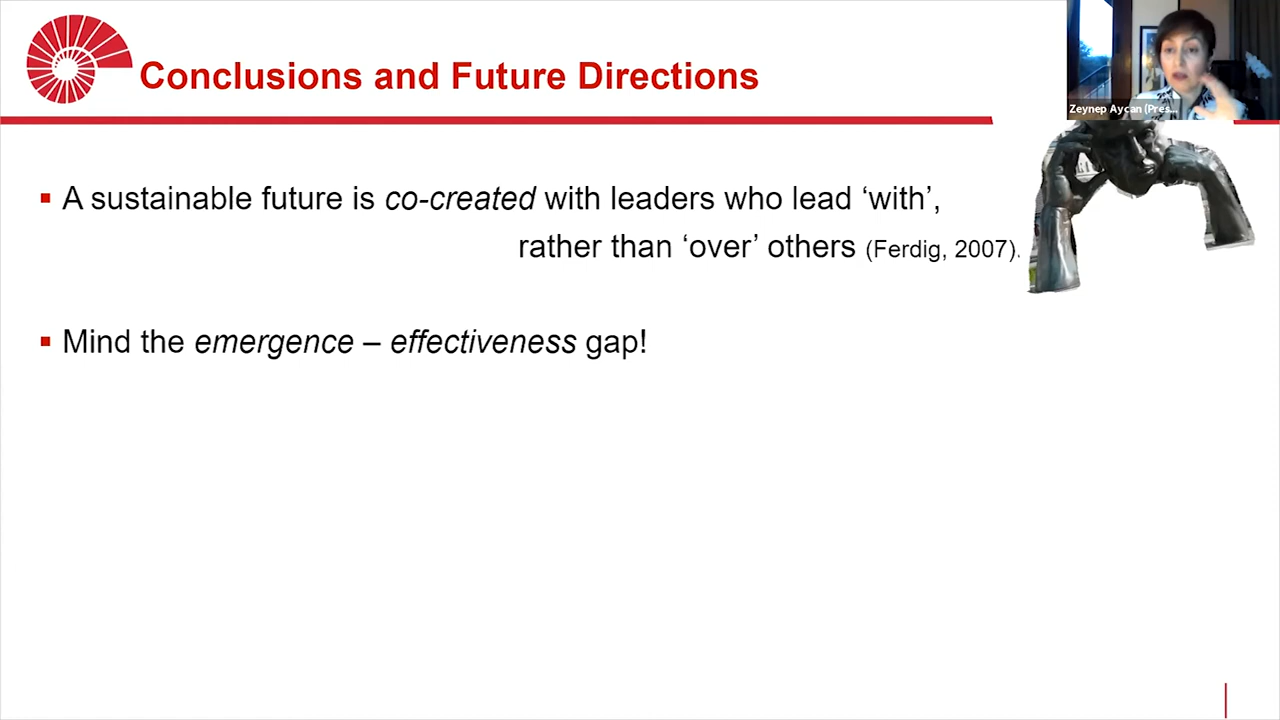 Conclusions and Future Directions
Zeynep Aycan (Pres...
A sustainable future is co-created with leaders who lead ‘with’,
rather than ‘over’ others (Ferdig, 2007).
Mind the emergence – effectiveness gap!